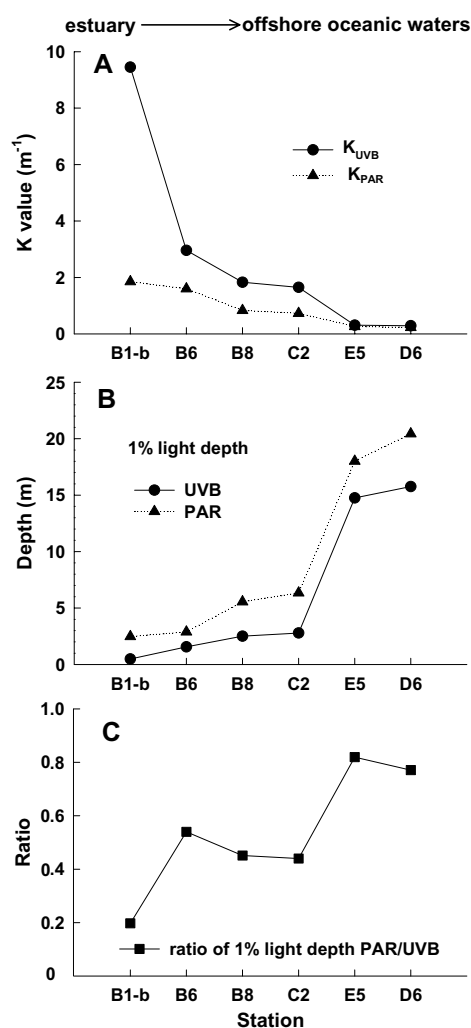 estuary offshore oceanic waters
A
10
8
6
4
2
0
K value (m⁻¹)
K_UVB
K_PAR
B1-b B6 B8 C2 E5 D6
B
25
20
15
10
5
0
Depth (m)
1% light depth
UVB
PAR
B1-b B6 B8 C2 E5 D6
C
1.0
0.8
0.6
0.4
0.2
0
Ratio
ratio of 1% light depth PAR/UVB
B1-b B6 B8 C2 E5 D6
Station